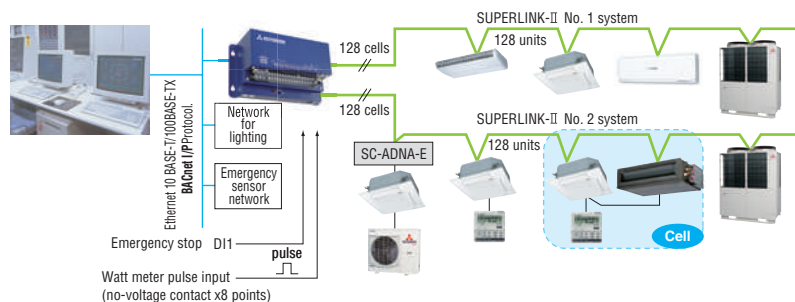 SUPERLINK-II No. 1 system
128 cells
128 units
128 cells
SUPERLINK-II No. 2 system
128 units
Ethernet 10 BASE-T/100BASE-TX
BACnet I/PProtocol.
Network
for
lighting
SC-ADNA-E
Emergency
sensor
network
Cell
Emergency stop DI1
pulse
Watt meter pulse input
(no-voltage contact x8 points)